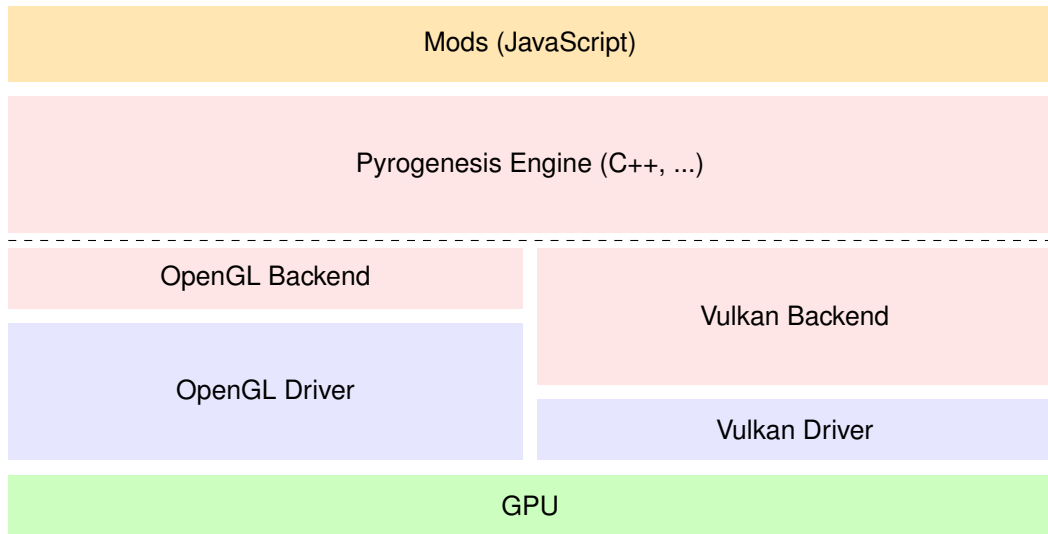 Mods (JavaScript)
Pyrogenesis Engine (C++, ...)
OpenGL Backend
Vulkan Backend
OpenGL Driver
Vulkan Driver
GPU